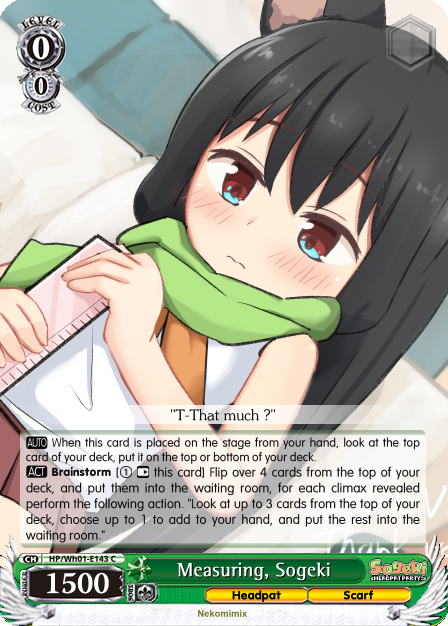 LEVEL
0
0
COST
"T-That much ?"
AUTO When this card is placed on the stage from your hand, look at the top
card of your deck, put it on the top or bottom of your deck.
ACT Brainstorm [① this card] Flip over 4 cards from the top of your
deck, and put them into the waiting room, for each climax revealed
perform the following action. "Look at up to 3 cards from the top of your
deck, choose up to 1 to add to your hand, and put the rest into the
waiting room."
CH HP/Wh01-E143 C
POWER 1500 SOUL Measuring, Sogeki Sogeki
HEADPAT PARTY
Headpat Scarf
Nekomimix